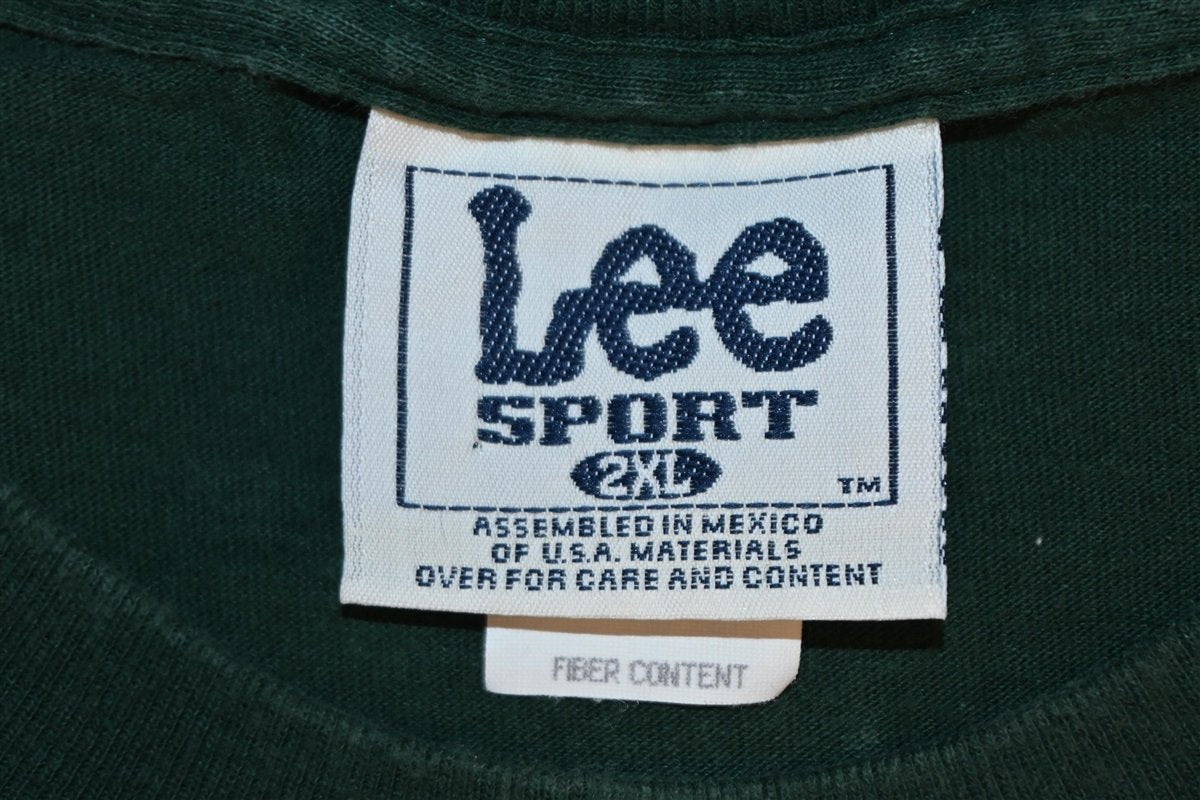 Lee
SPORT
2XL
TM
ASSEMBLED IN MEXICO
OF U.S.A. MATERIALS
OVER FOR CARE AND CONTENT
FIBER CONTENT